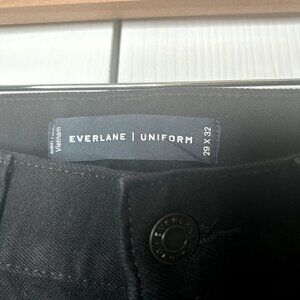 Vietnam
EVERLANE | UNIFORM
29 X 32